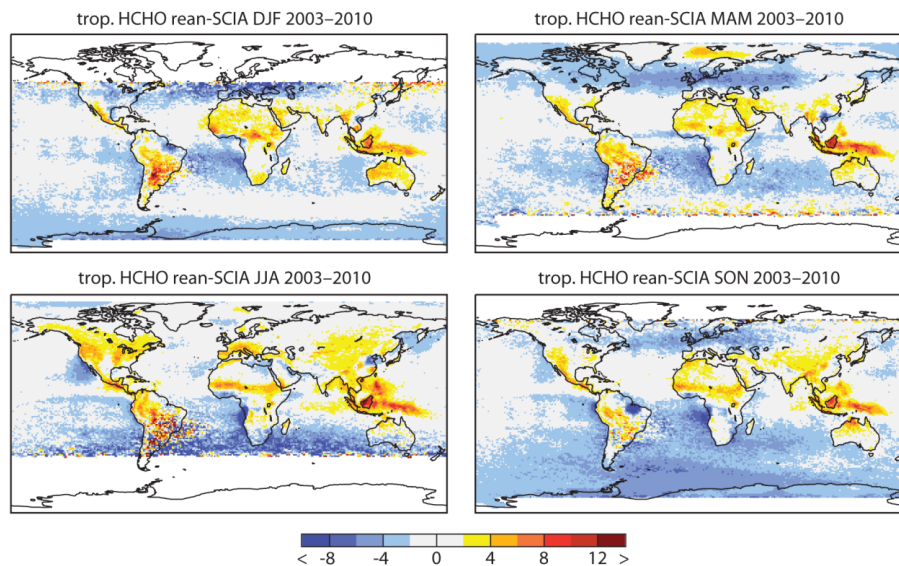 trop. HCHO rean-SCIA DJF 2003–2010
trop. HCHO rean-SCIA MAM 2003–2010
trop. HCHO rean-SCIA JJA 2003–2010
trop. HCHO rean-SCIA SON 2003–2010
< -8 -4 0 4 8 12 >